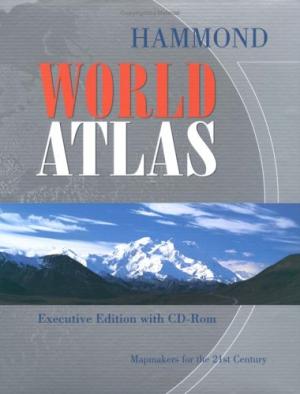 HAMMOND
WORLD
ATLAS
Executive Edition with CD-Rom
Mapmakers for the 21st Century